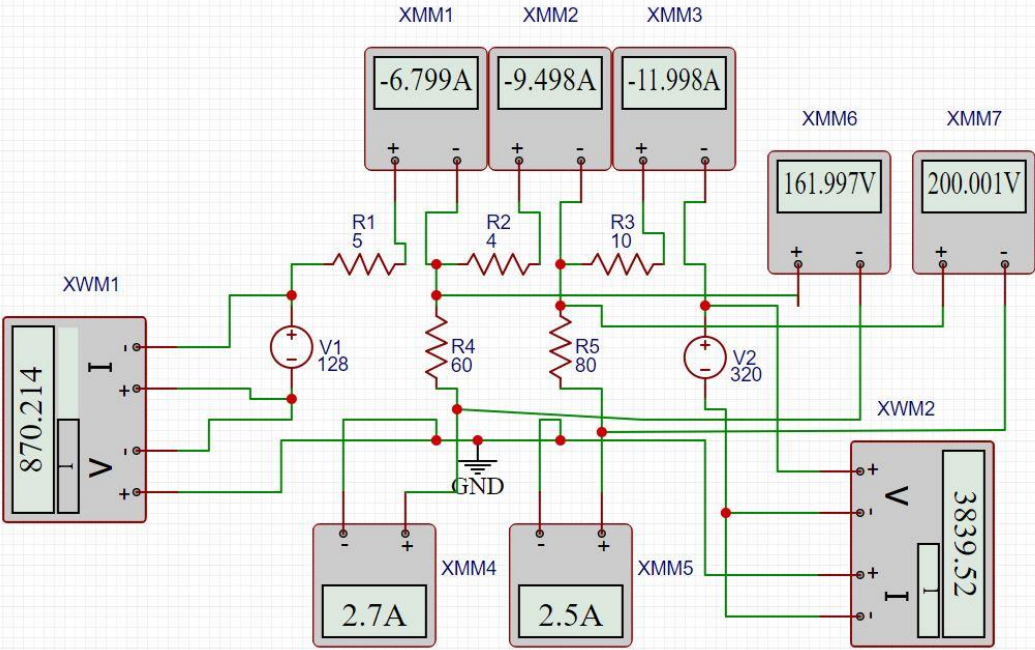 XMM1
XMM2
XMM3
-6.799A
-9.498A
-11.998A
+ -
+ -
+ -
XMM6
XMM7
161.997V
200.001V
+ -
+ -
R1
5
R2
4
R3
10
XWM1
870.214
I
V
1
-
+
-
+
+
-
V1
128
R4
60
R5
80
+
-
V2
320
XWM2
3839.52
V
I
1
+
-
+
-
GND
- +
XMM4
2.7A
- +
XMM5
2.5A